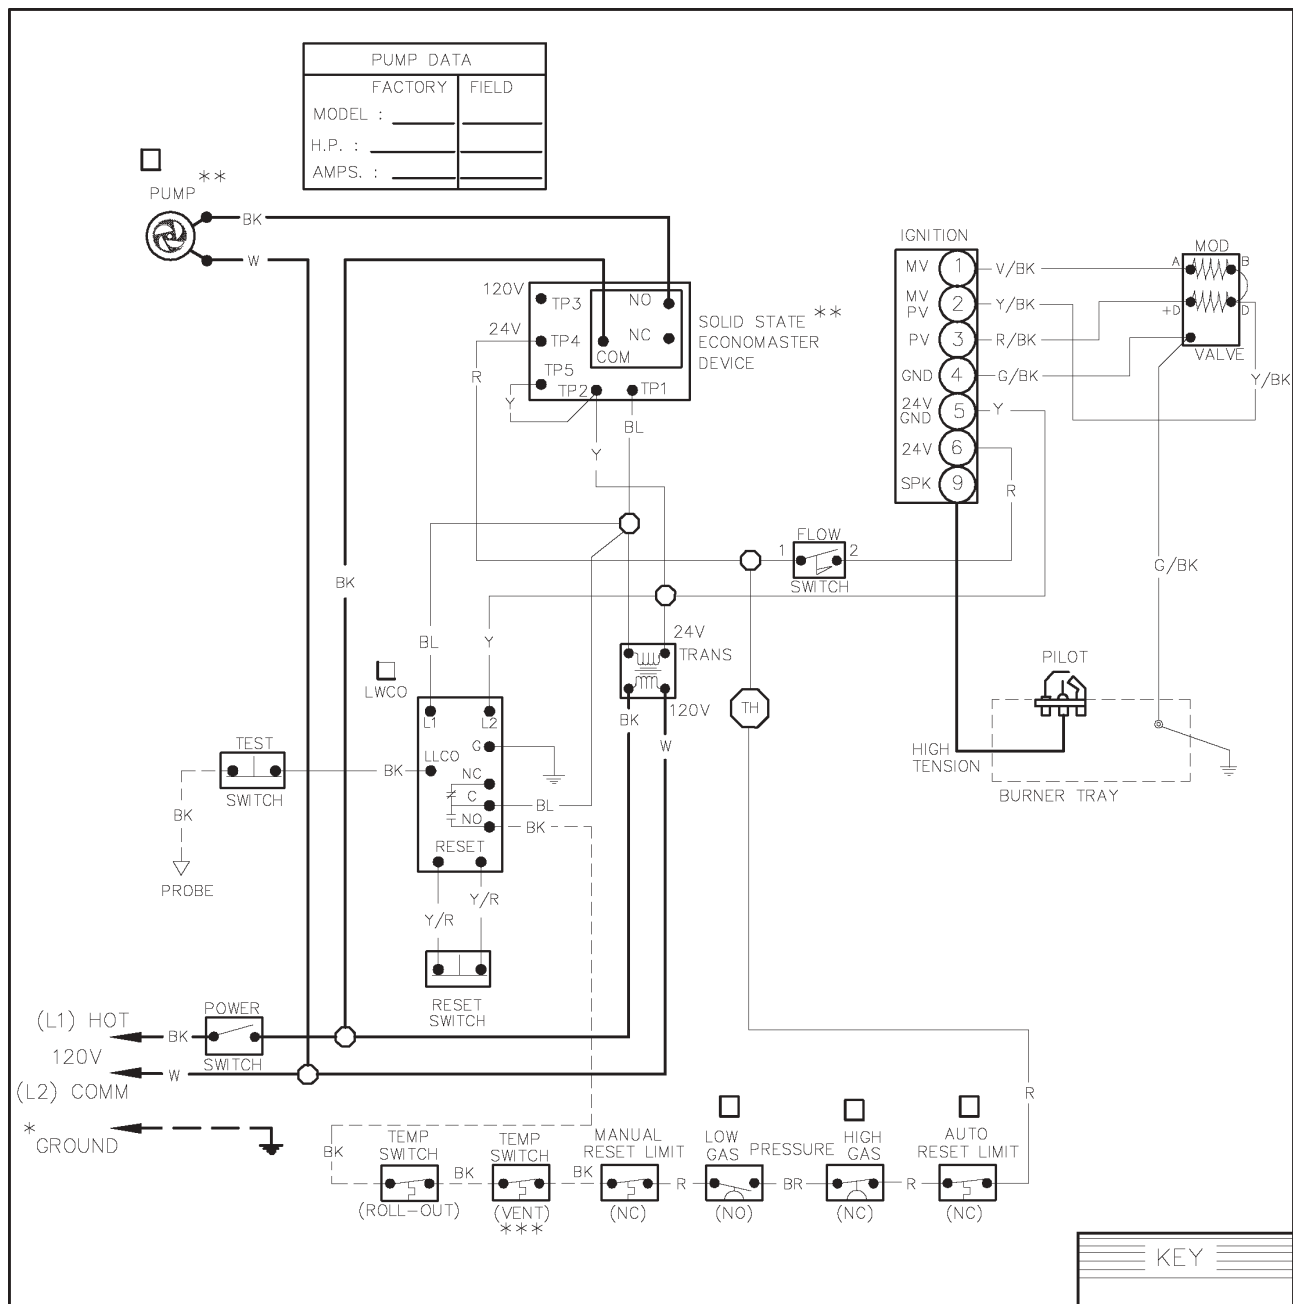 PUMP DATA
FACTORY FIELD
MODEL :
H.P. :
AMPS. :
PUMP **
BK
W
120V
TP3
24V
TP4
TP5
TP2
TP1
NO
NC
COM
SOLID STATE **
ECONOMASTER
DEVICE
R
Y
Y
BL
IGNITION
MV 1 V/BK
MV
PV 2 Y/BK
PV 3 R/BK
GND 4 G/BK
24V
GND 5 Y
24V 6
SPK 9
R
MOD
A B
+D D
VALVE
Y/BK
G/BK
FLOW
1 2
SWITCH
BK
BL
Y
24V
TRANS
120V
BK
W
TH
LWCO
L1 L2
G
LLCO
NC
C
NO
RESET
BL
BK
TEST
SWITCH
BK
BK
PROBE
Y/R
Y/R
RESET
SWITCH
PILOT
HIGH
TENSION
BURNER TRAY
(L1) HOT
BK
POWER
SWITCH
120V
W
(L2) COMM
*
GROUND
R
BK
TEMP
SWITCH
(ROLL-OUT)
BK
TEMP
SWITCH
(VENT)
***
BK
MANUAL
RESET LIMIT
(NC)
R
LOW
GAS
PRESSURE
(NO)
BR
HIGH
GAS
(NC)
R
AUTO
RESET LIMIT
(NC)
KEY